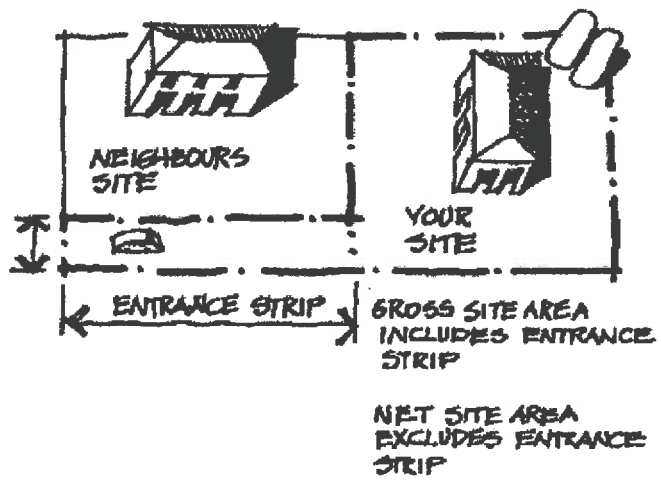 NEIGHBOURS
SITE
YOUR
SITE
ENTRANCE STRIP
GROSS SITE AREA
INCLUDES ENTRANCE
STRIP
NET SITE AREA
EXCLUDES ENTRANCE
STRIP